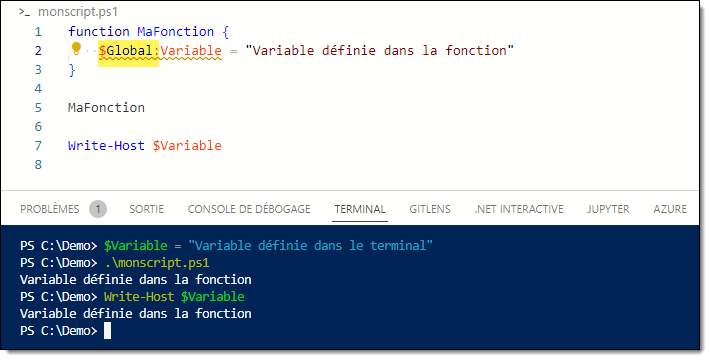 >_ monscript.ps1
1 function MaFonction {
2 $Global:Variable = "Variable définie dans la fonction"
3 }
4
5 MaFonction
6
7 Write-Host $Variable
8
PROBLÈMES 1 SORTIE CONSOLE DE DÉBOGAGE TERMINAL GITLENS .NET INTERACTIVE JUPYTER AZURE
PS C:\Demo> $Variable = "Variable définie dans le terminal"
PS C:\Demo> .\monscript.ps1
Variable définie dans la fonction
PS C:\Demo> Write-Host $Variable
Variable définie dans la fonction
PS C:\Demo>